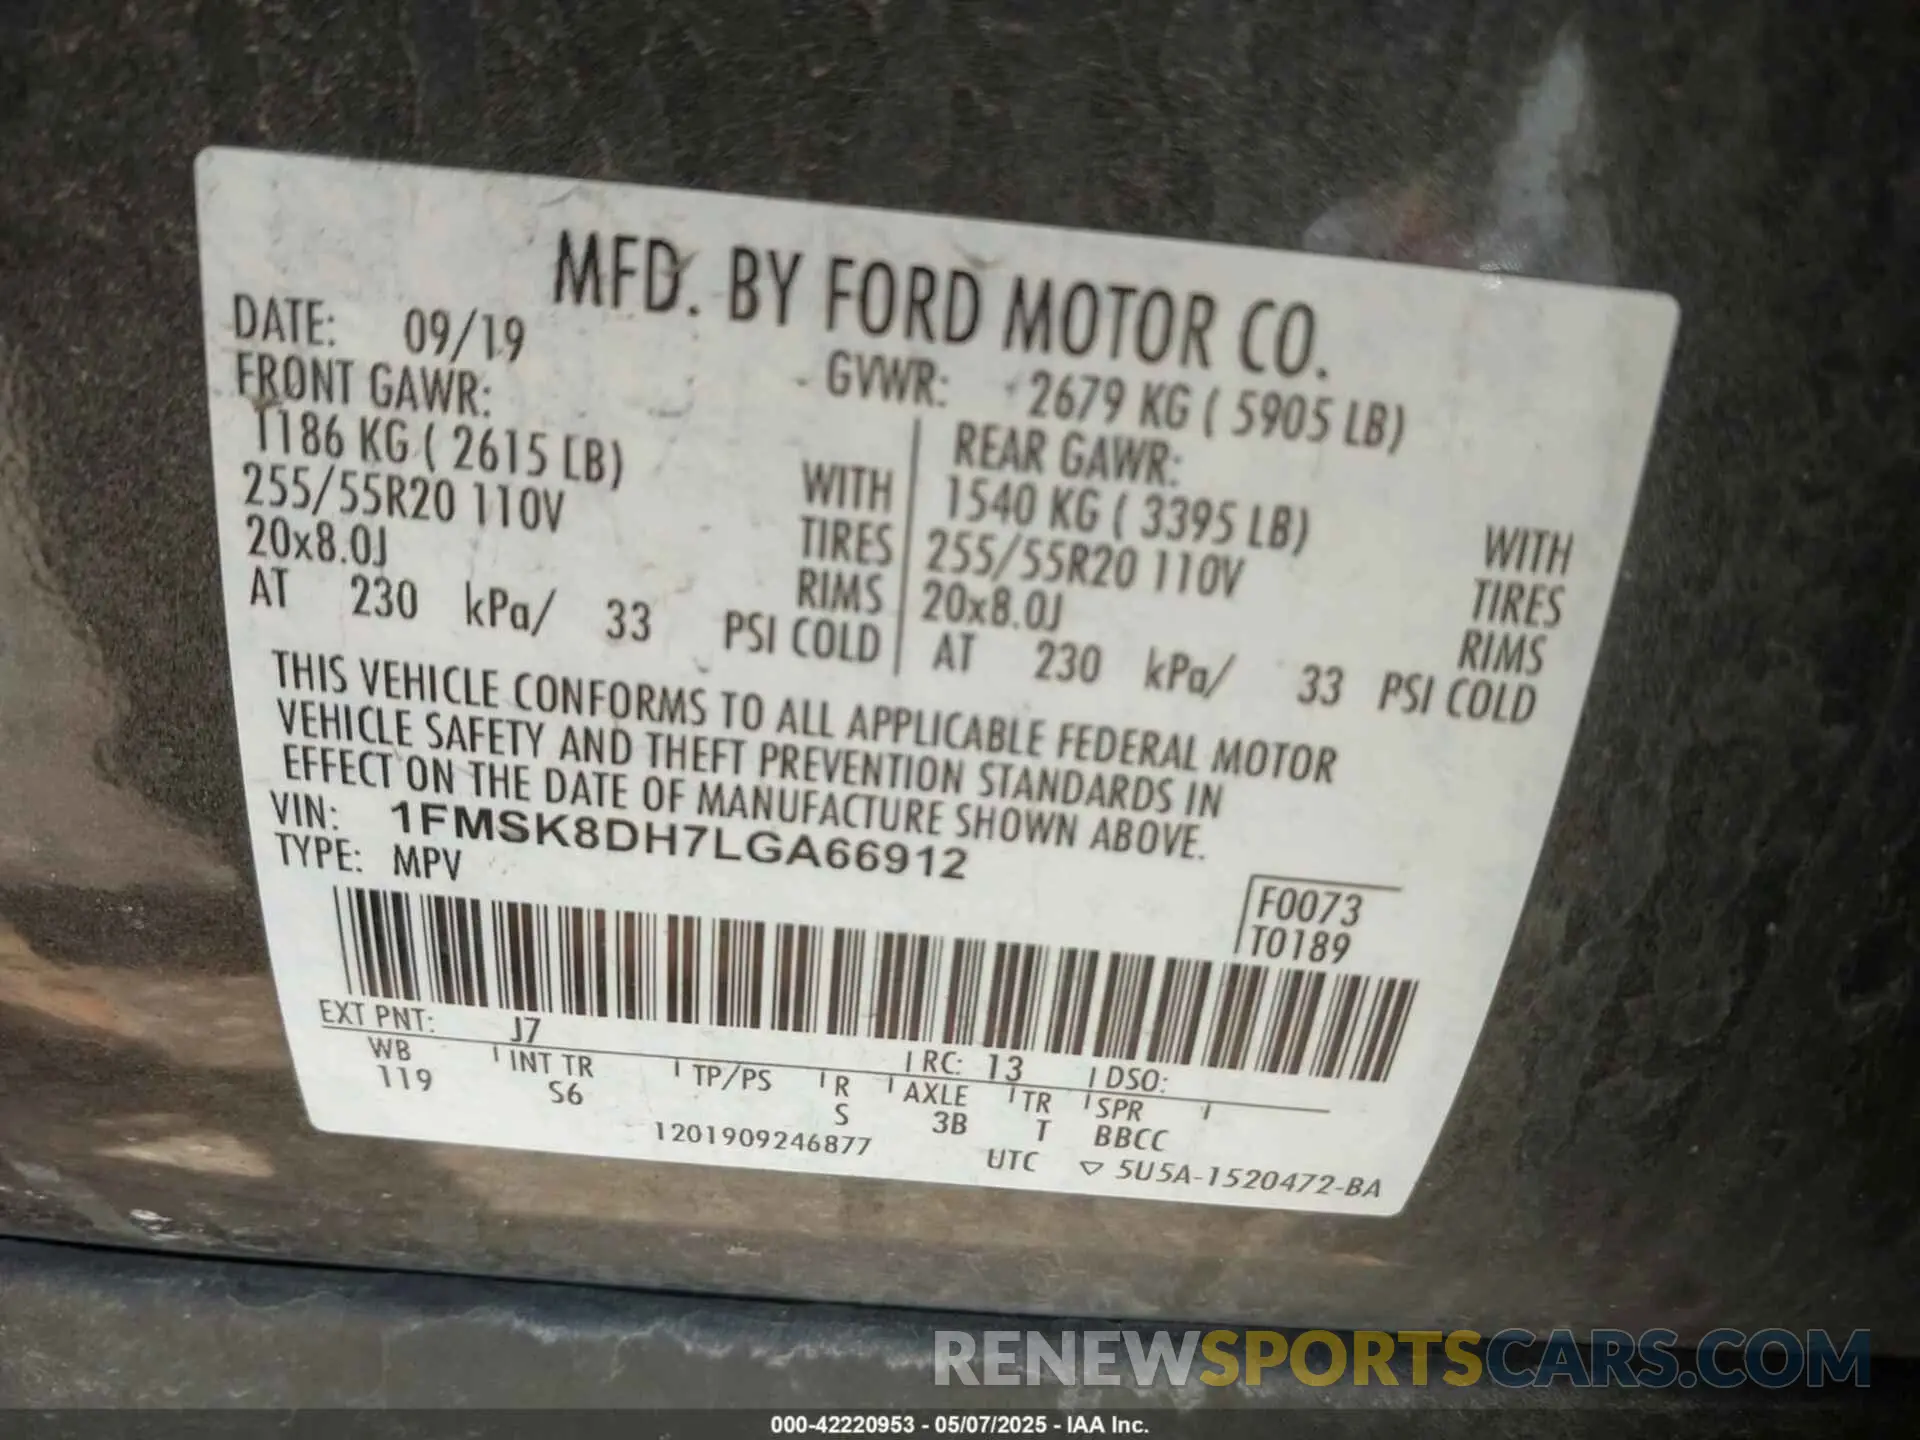 MFD. BY FORD MOTOR CO.
DATE: 09/19 GVWR: 2679 KG ( 5905 LB)
FRONT GAWR: REAR GAWR:
1186 KG ( 2615 LB) WITH 1540 KG ( 3395 LB) WITH
255/55R20 110V TIRES 255/55R20 110V TIRES
20x8.0J RIMS 20x8.0J RIMS
AT 230 kPa/ 33 PSI COLD AT 230 kPa/ 33 PSI COLD
THIS VEHICLE CONFORMS TO ALL APPLICABLE FEDERAL MOTOR
VEHICLE SAFETY AND THEFT PREVENTION STANDARDS IN
EFFECT ON THE DATE OF MANUFACTURE SHOWN ABOVE.
VIN: 1FMSK8DH7LGA66912
TYPE: MPV
F0073
T0189
EXT PNT: J7 RC: 13 DSO:
WB INT TR TP/PS R AXLE TR SPR
119 S6 S 3B T BBCC
1201909246877 UTC ▽ 5U5A-1520472-BA
RENEWSPORTSCARS.COM
000-42220953 - 05/07/2025 - IAA Inc.